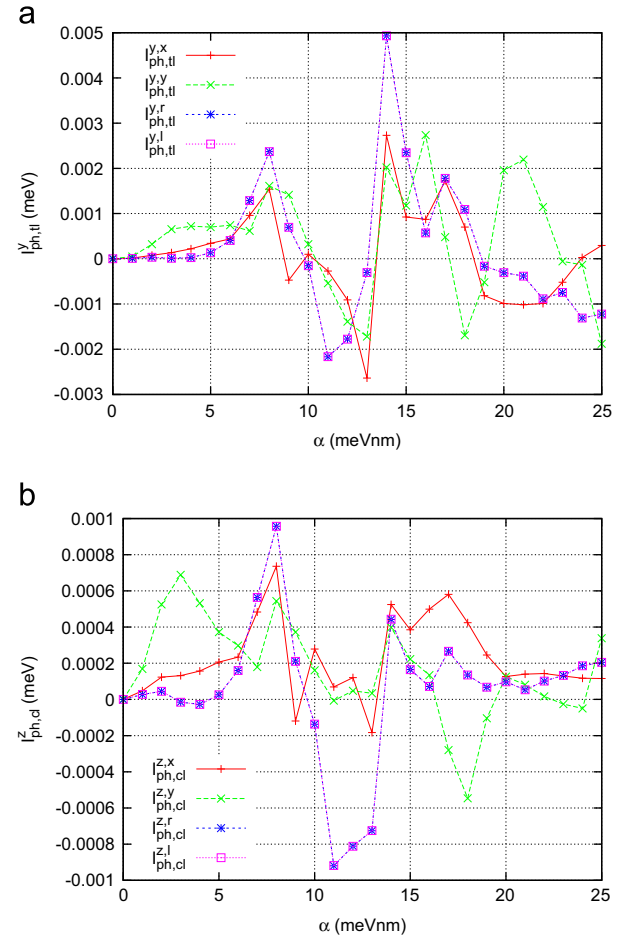 a
0.005
0.004
0.003
0.002
0.001
0
-0.001
-0.002
-0.003
I^{y}_{ph,tl} (meV)
I^{y,x}_{ph,tl}
I^{y,y}_{ph,tl}
I^{y,r}_{ph,tl}
I^{y,l}_{ph,tl}
0 5 10 15 20 25
α (meVnm)
b
0.001
0.0008
0.0006
0.0004
0.0002
0
-0.0002
-0.0004
-0.0006
-0.0008
-0.001
I^{z}_{ph,cl} (meV)
I^{z,x}_{ph,cl}
I^{z,y}_{ph,cl}
I^{z,r}_{ph,cl}
I^{z,l}_{ph,cl}
0 5 10 15 20 25
α (meVnm)